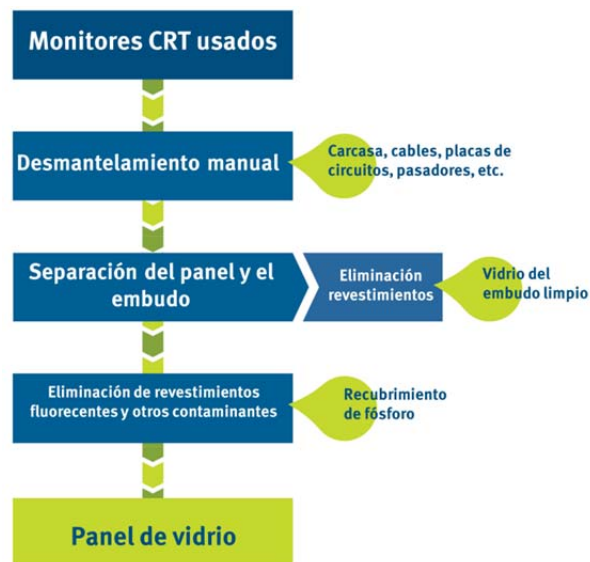 Monitores CRT usados
Desmantelamiento manual
Carcasa, cables, placas de
circuitos, pasadores, etc.
Separación del panel y el
embudo
Eliminación
revestimientos
Vidrio del
embudo limpio
Eliminación de revestimientos
fluorecentes y otros contaminantes
Recubrimiento
de fósforo
Panel de vidrio